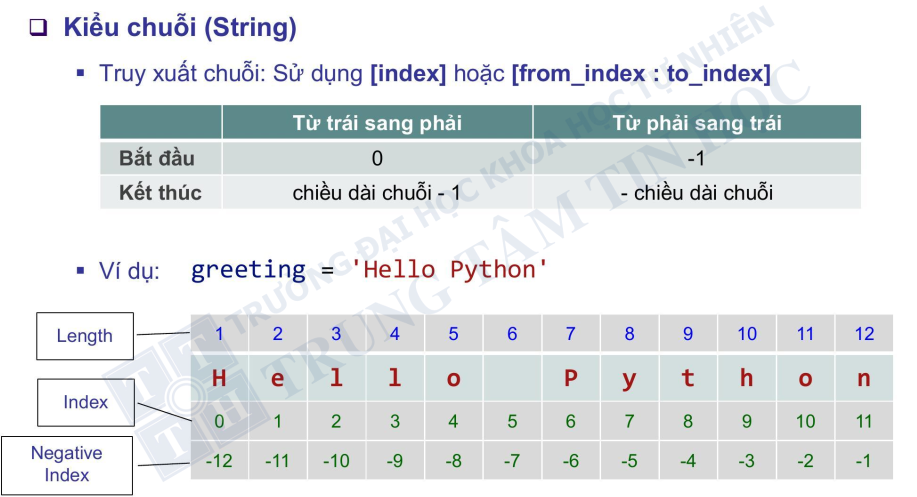 Kiểu chuỗi (String)
Truy xuất chuỗi: Sử dụng [index] hoặc [from_index : to_index]
Từ trái sang phải Từ phải sang trái
Bắt đầu 0 -1
Kết thúc chiều dài chuỗi - 1 - chiều dài chuỗi
TRƯỜNG ĐẠI HỌC KHOA HỌC TỰ NHIÊN
TRUNG TÂM TIN HỌC
Ví dụ: greeting = 'Hello Python'
Length 1 2 3 4 5 6 7 8 9 10 11 12
H e l l o P y t h o n
Index 0 1 2 3 4 5 6 7 8 9 10 11
Negative Index -12 -11 -10 -9 -8 -7 -6 -5 -4 -3 -2 -1